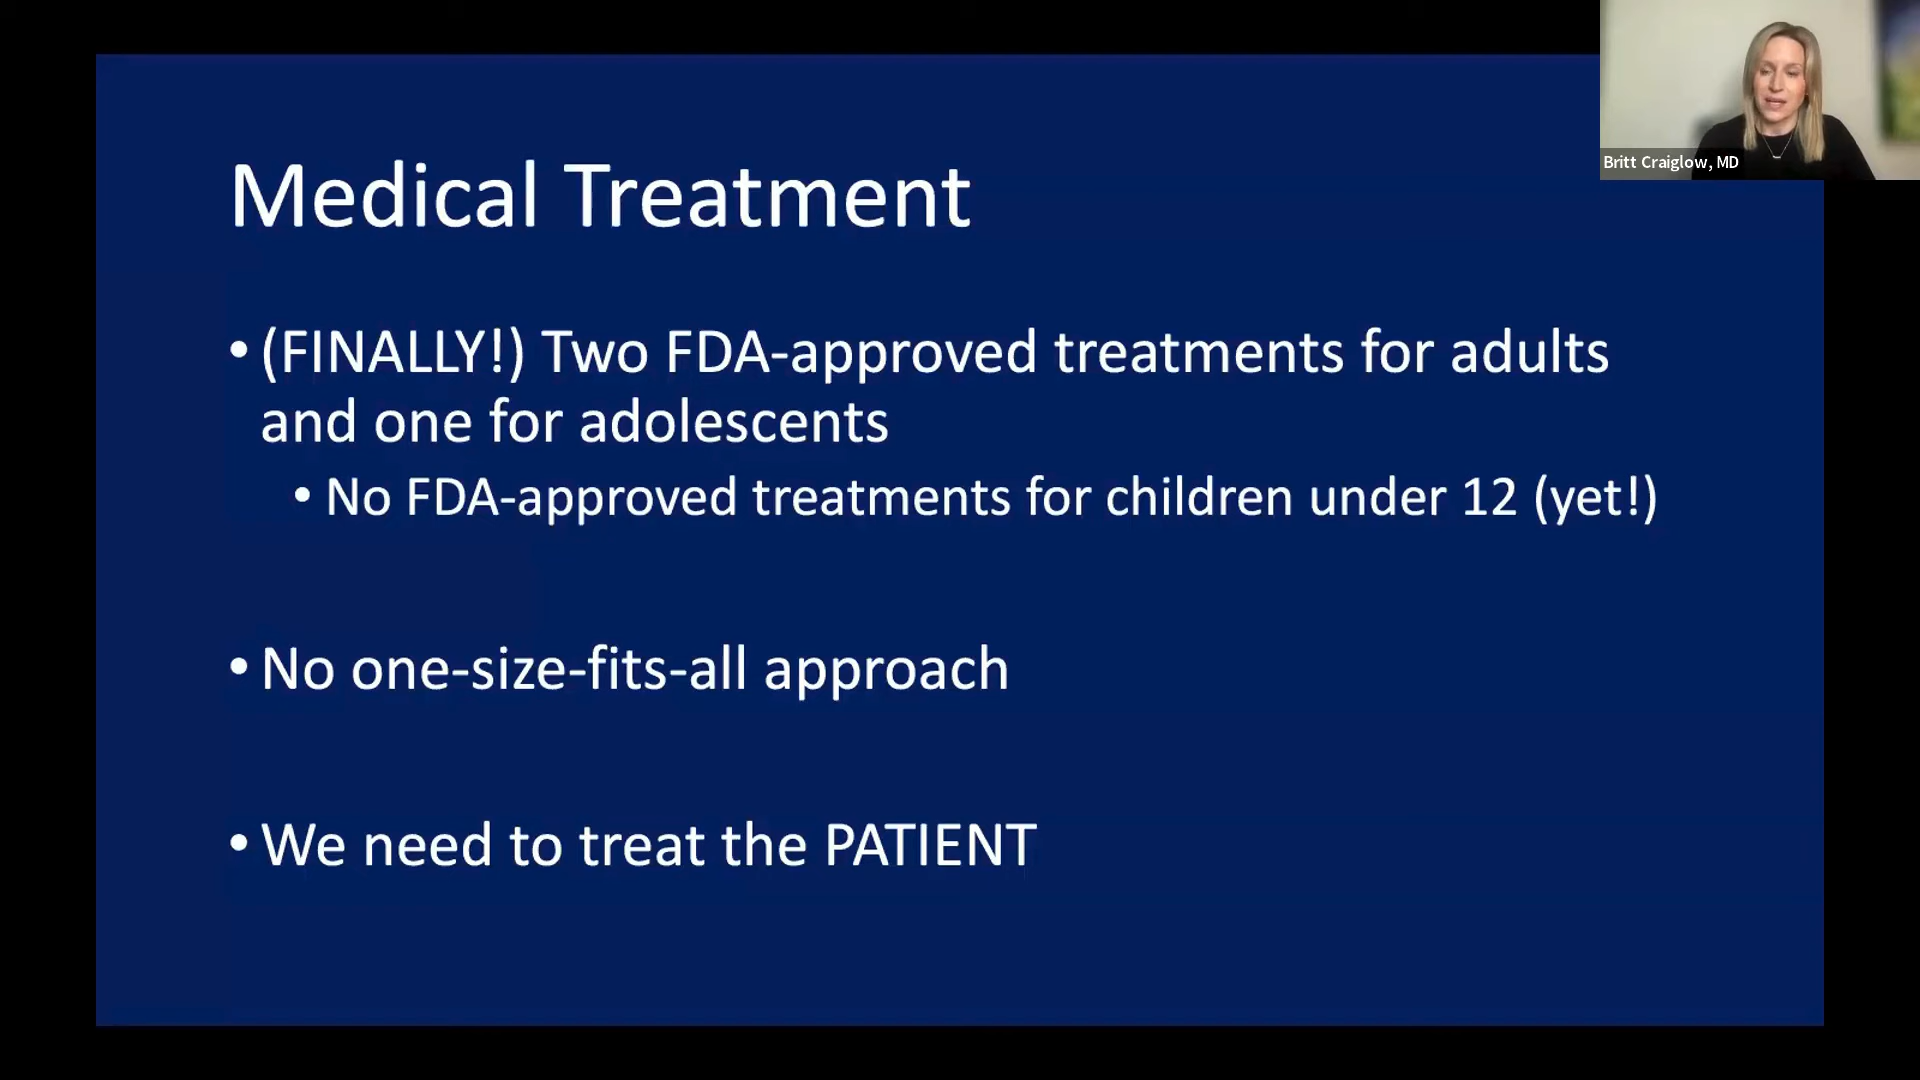 Britt Craiglow, MD
Medical Treatment
• (FINALLY!) Two FDA-approved treatments for adults
and one for adolescents
• No FDA-approved treatments for children under 12 (yet!)
• No one-size-fits-all approach
• We need to treat the PATIENT